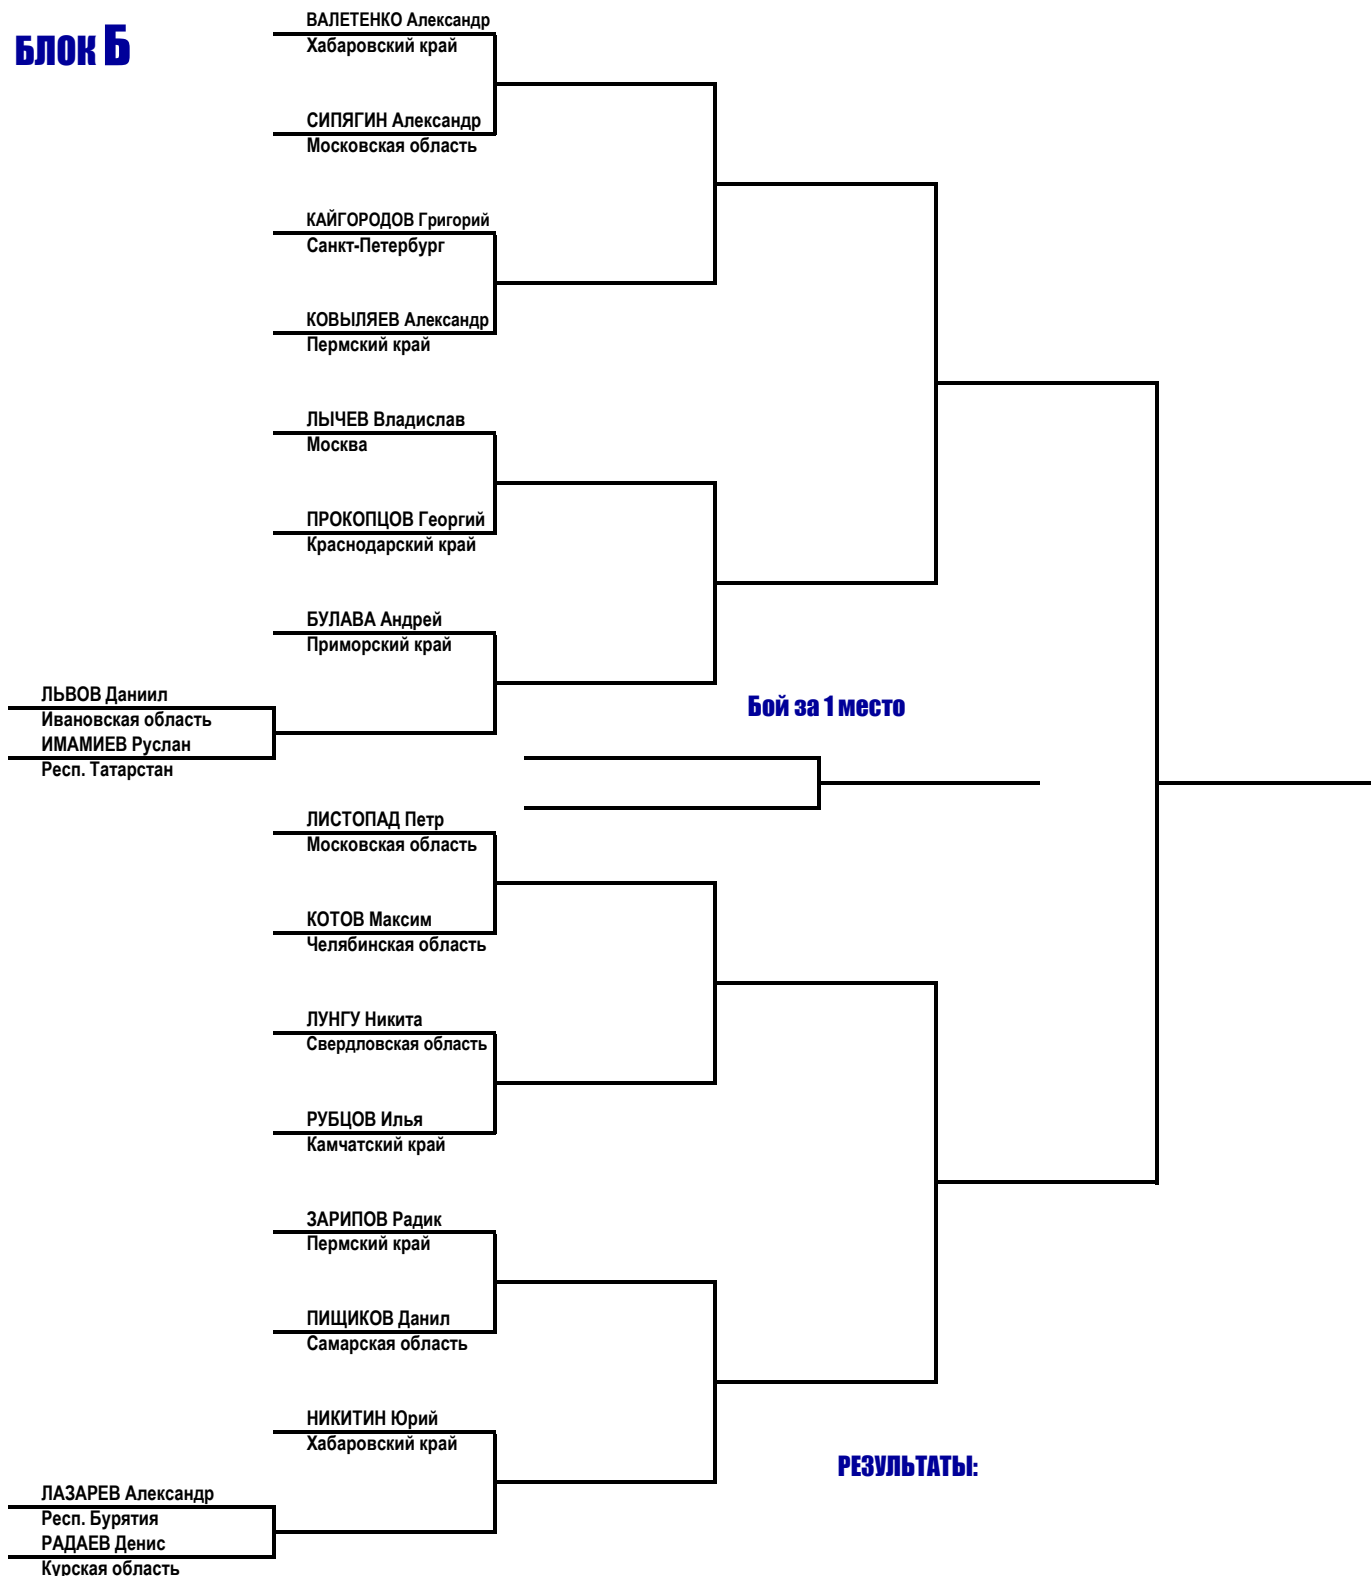 БЛОК Б
ВАЛЕТЕНКО Александр
Хабаровский край
СИПЯГИН Александр
Московская область
КАЙГОРОДОВ Григорий
Санкт-Петербург
КОВЫЛЯЕВ Александр
Пермский край
ЛЫЧЕВ Владислав
Москва
ПРОКОПЦОВ Георгий
Краснодарский край
БУЛАВА Андрей
Приморский край
ЛЬВОВ Даниил
Ивановская область
ИМАМИЕВ Руслан
Респ. Татарстан
Бой за 1 место
ЛИСТОПАД Петр
Московская область
КОТОВ Максим
Челябинская область
ЛУНГУ Никита
Свердловская область
РУБЦОВ Илья
Камчатский край
ЗАРИПОВ Радик
Пермский край
ПИЩИКОВ Данил
Самарская область
НИКИТИН Юрий
Хабаровский край
РЕЗУЛЬТАТЫ:
ЛАЗАРЕВ Александр
Респ. Бурятия
РАДАЕВ Денис
Курская область